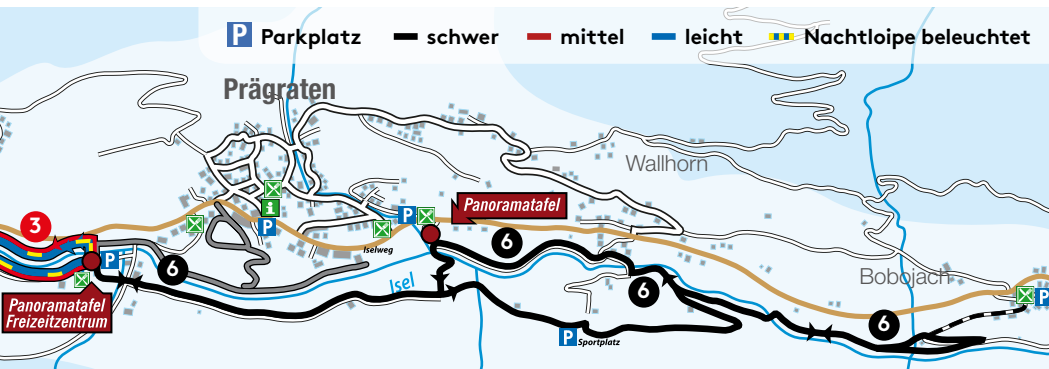 P Parkplatz schwer mittel leicht Nachtloipe beleuchtet
Prägraten
Wallhorn
Panoramatafel
P
i
P
3
Iselweg
6
6
Bobojach
P
6
Isel
6
P
Panoramatafel
Freizeitzentrum
6
P Sportplatz